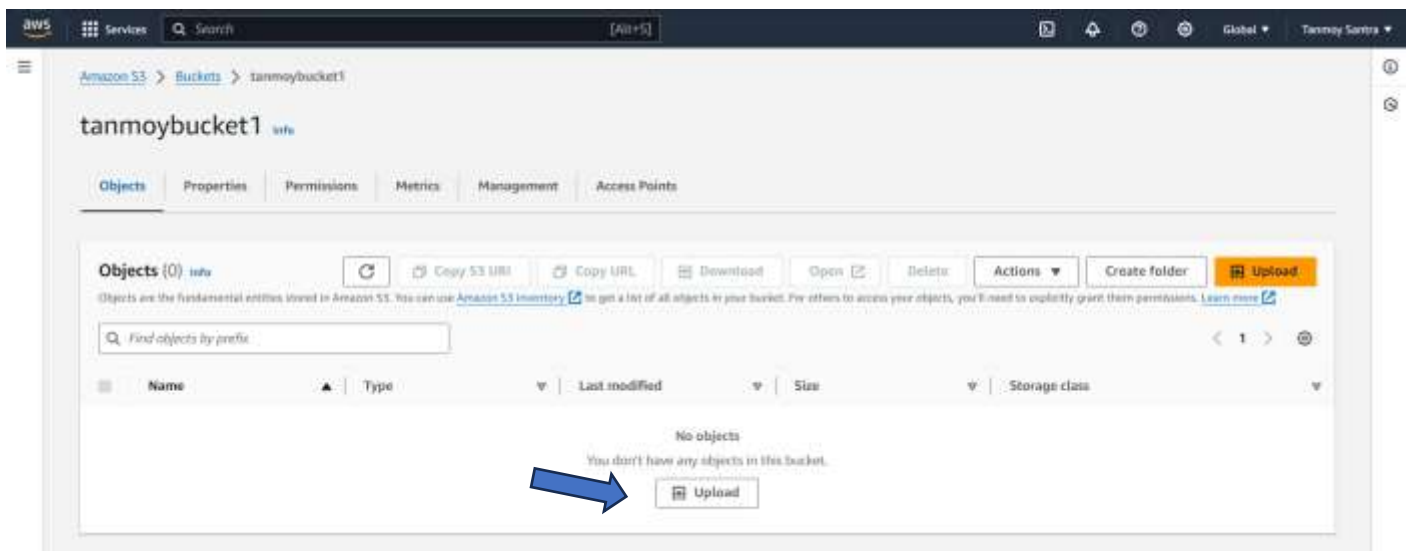 aws Services Search [Alt+S] Global Tanmoy Santra
Amazon S3 > Buckets > tanmoybucket1
tanmoybucket1 Info
Objects Properties Permissions Metrics Management Access Points
Objects (0) Info Copy S3 URI Copy URL Download Open Delete Actions Create folder Upload
Objects are the fundamental entities stored in Amazon S3. You can use Amazon S3 inventory to get a list of all objects in your bucket. For others to access your objects, you'll need to explicitly grant them permissions. Learn more
Find objects by prefix < 1 >
Name Type Last modified Size Storage class
No objects
You don't have any objects in this bucket.
Upload